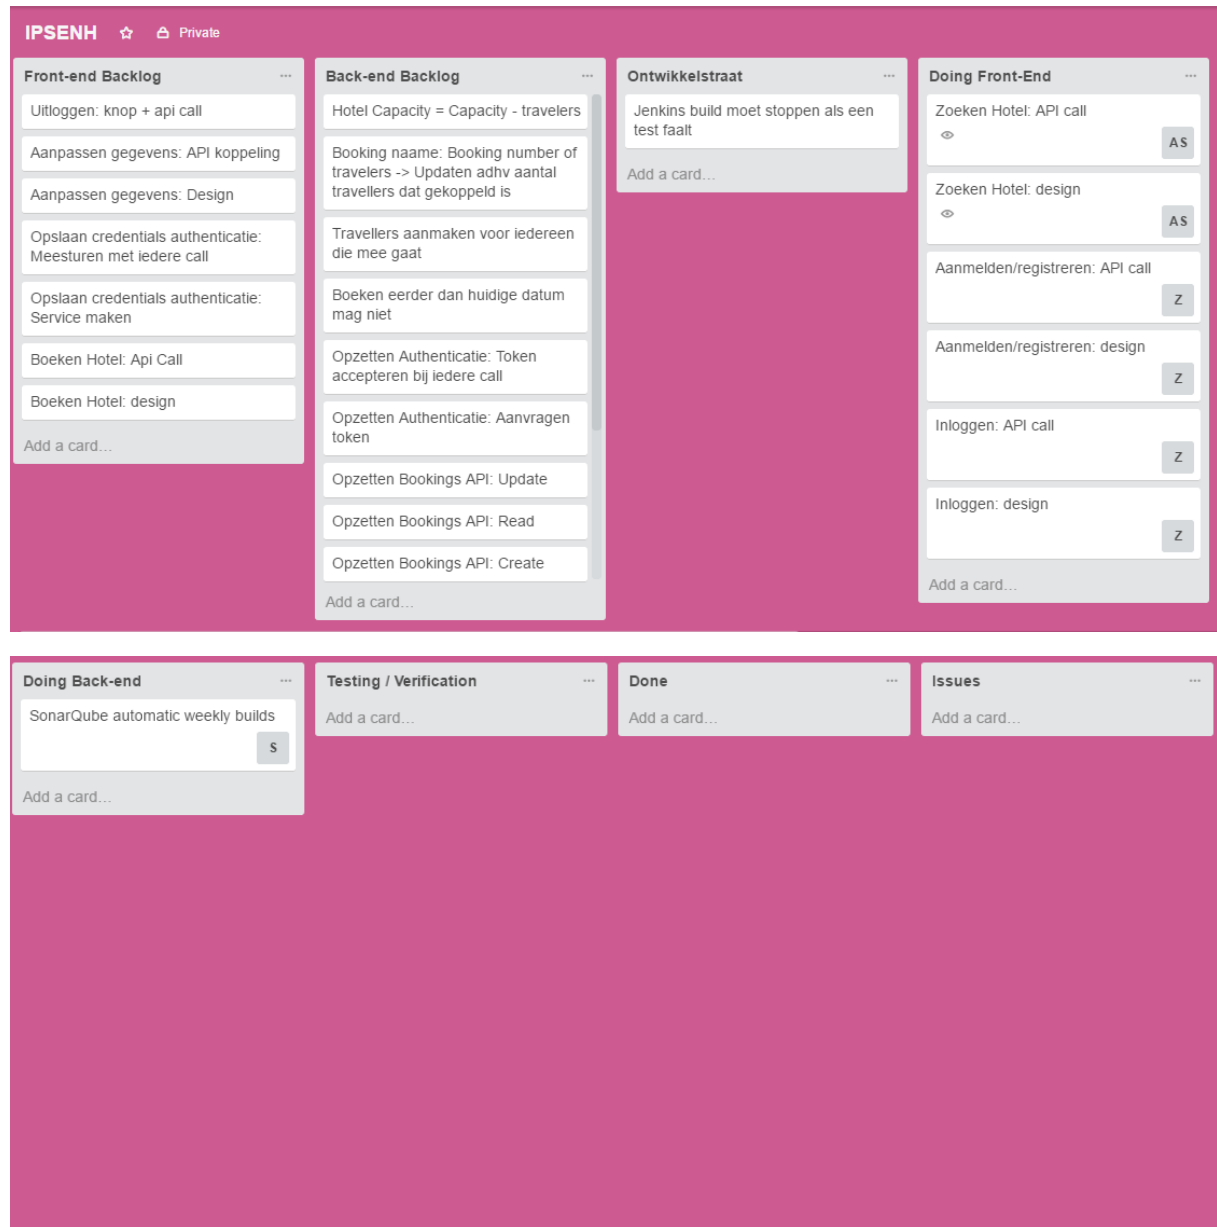 IPSENH Private
Front-end Backlog
Uitloggen: knop + api call
Aanpassen gegevens: API koppeling
Aanpassen gegevens: Design
Opslaan credentials authenticatie:
Meesturen met iedere call
Opslaan credentials authenticatie:
Service maken
Boeken Hotel: Api Call
Boeken Hotel: design
Add a card...
Back-end Backlog
Hotel Capacity = Capacity - travelers
Booking naame: Booking number of
travelers -> Updaten adhv aantal
travellers dat gekoppeld is
Travellers aanmaken voor iedereen
die mee gaat
Boeken eerder dan huidige datum
mag niet
Opzetten Authenticatie: Token
accepteren bij iedere call
Opzetten Authenticatie: Aanvragen
token
Opzetten Bookings API: Update
Opzetten Bookings API: Read
Opzetten Bookings API: Create
Add a card...
Ontwikkelstraat
Jenkins build moet stoppen als een
test faalt
Add a card...
Doing Front-End
Zoeken Hotel: API call
AS
Zoeken Hotel: design
AS
Aanmelden/registreren: API call
Z
Aanmelden/registreren: design
Z
Inloggen: API call
Z
Inloggen: design
Z
Add a card...
Doing Back-end
SonarQube automatic weekly builds
S
Add a card...
Testing / Verification
Add a card...
Done
Add a card...
Issues
Add a card...